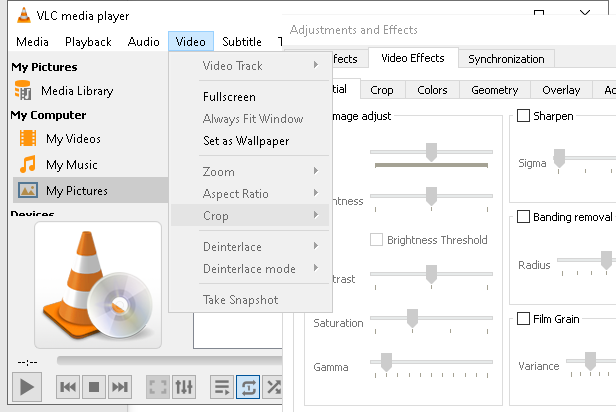 VLC media player
Adjustments and Effects
Media Playback Audio Video Subtitle
ffects Video Effects Synchronization
My Pictures
Media Library
My Computer
My Videos
My Music
My Pictures
Devices
Video Track
Fullscreen
Always Fit Window
Set as Wallpaper
Zoom
Aspect Ratio
Crop
Deinterlace
Deinterlace mode
Take Snapshot
tial Crop Colors Geometry Overlay
mage adjust
ntness
Brightness Threshold
trast
Saturation
Gamma
Sharpen
Sigma
Banding removal
Radius
Film Grain
Variance
--:--